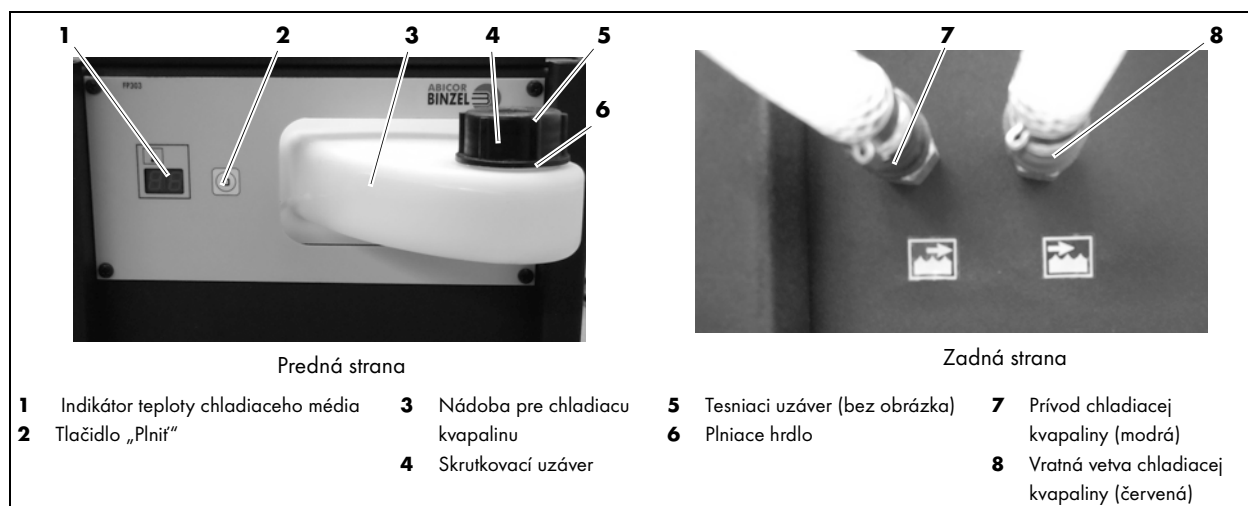 1 2 3 4 5 7 8
FP303
ABICOR
BINZEL
6
Predná strana
Zadná strana
1 Indikátor teploty chladiaceho média
2 Tlačidlo „Plniť“
3 Nádoba pre chladiacu
kvapalinu
4 Skrutkovací uzáver
5 Tesniaci uzáver (bez obrázka)
6 Plniace hrdlo
7 Prívod chladiacej
kvapaliny (modrá)
8 Vratná vetva chladiacej
kvapaliny (červená)